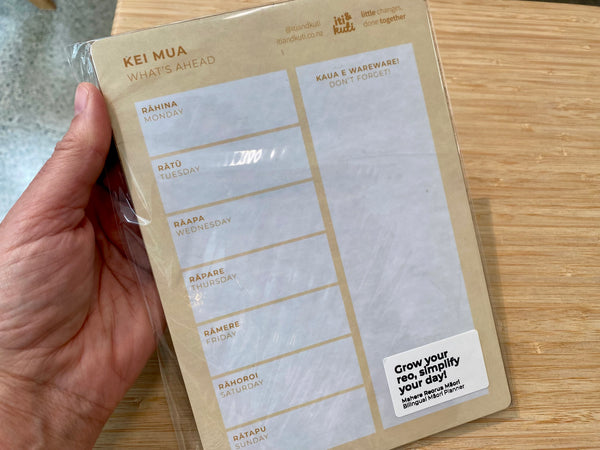 KEI MUA
WHAT'S AHEAD
@itiandkuti
itiandkuti.co.nz
iti&
kuti
little changes,
done together
RĀHINA
MONDAY
RĀTŪ
TUESDAY
RĀAPA
WEDNESDAY
RĀPARE
THURSDAY
RĀMERE
FRIDAY
RĀHOROI
SATURDAY
RĀTAPU
SUNDAY
KAUA E WAREWARE!
DON'T FORGET!
Grow your
reo, simplify
your day!
Mahere Reorua Māori
Bilingual Māori Planner